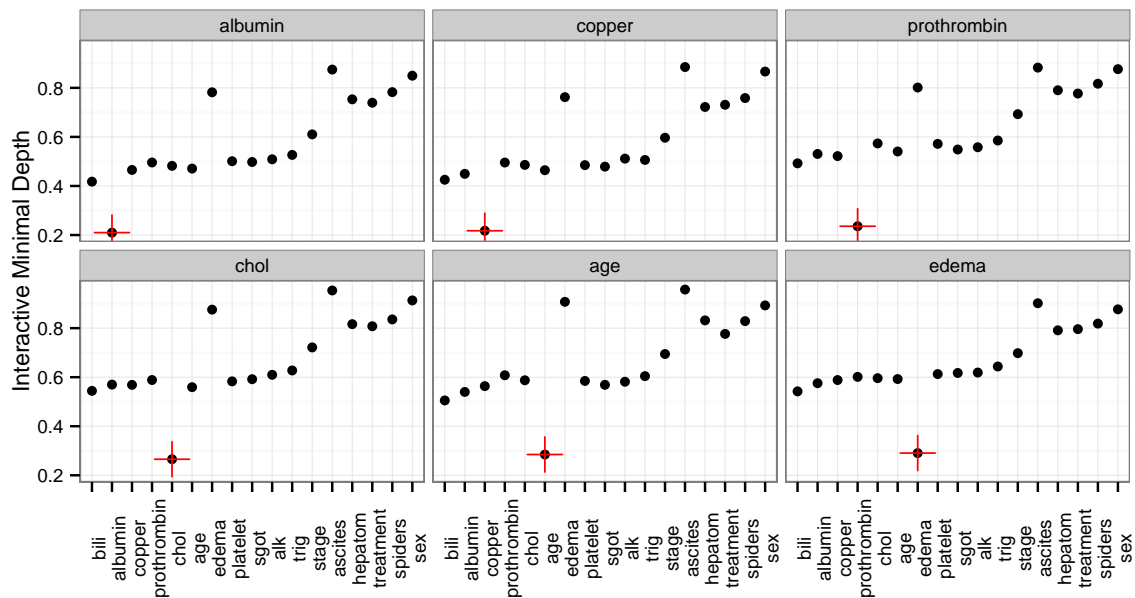 albumin
copper
prothrombin
Interactive Minimal Depth
0.8
0.6
0.4
0.2
chol
age
edema
0.8
0.6
0.4
0.2
bili
albumin
copper
prothrombin
chol
age
edema
platelet
sgot
alk
trig
stage
ascites
hepatom
treatment
spiders
sex
bili
albumin
copper
prothrombin
chol
age
edema
platelet
sgot
alk
trig
stage
ascites
hepatom
treatment
spiders
sex
bili
albumin
copper
prothrombin
chol
age
edema
platelet
sgot
alk
trig
stage
ascites
hepatom
treatment
spiders
sex